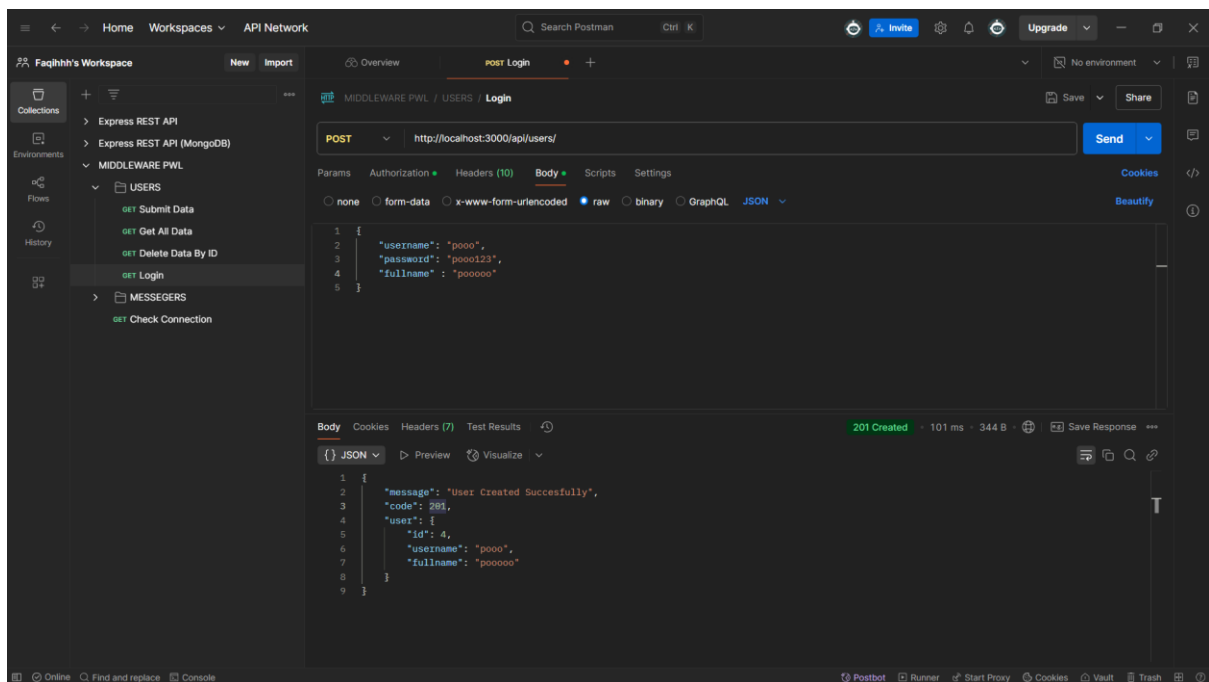 Home Workspaces API Network
Search Postman Ctrl K
Invite
Upgrade
Faqihhh's Workspace New Import
Overview
POST Login
No environment
Collections
Environments
Flows
History
Express REST API
Express REST API (MongoDB)
MIDDLEWARE PWL
USERS
GET Submit Data
GET Get All Data
GET Delete Data By ID
GET Login
MESSEGERS
GET Check Connection
HTTP MIDDLEWARE PWL / USERS / Login
Save Share
POST http://localhost:3000/api/users/
Send
Params Authorization Headers (10) Body Scripts Settings Cookies
none form-data x-www-form-urlencoded raw binary GraphQL JSON Beautify
1 {
2 "username": "pooo",
3 "password": "pooo123",
4 "fullname" : "pooooo"
5 }
Body Cookies Headers (7) Test Results
201 Created 101 ms 344 B Save Response
{} JSON Preview Visualize
1 {
2 "message": "User Created Succesfully",
3 "code": 201,
4 "user": {
5 "id": 4,
6 "username": "pooo",
7 "fullname": "pooooo"
8 }
9 }
Online Find and replace Console
Postbot Runner Start Proxy Cookies Vault Trash